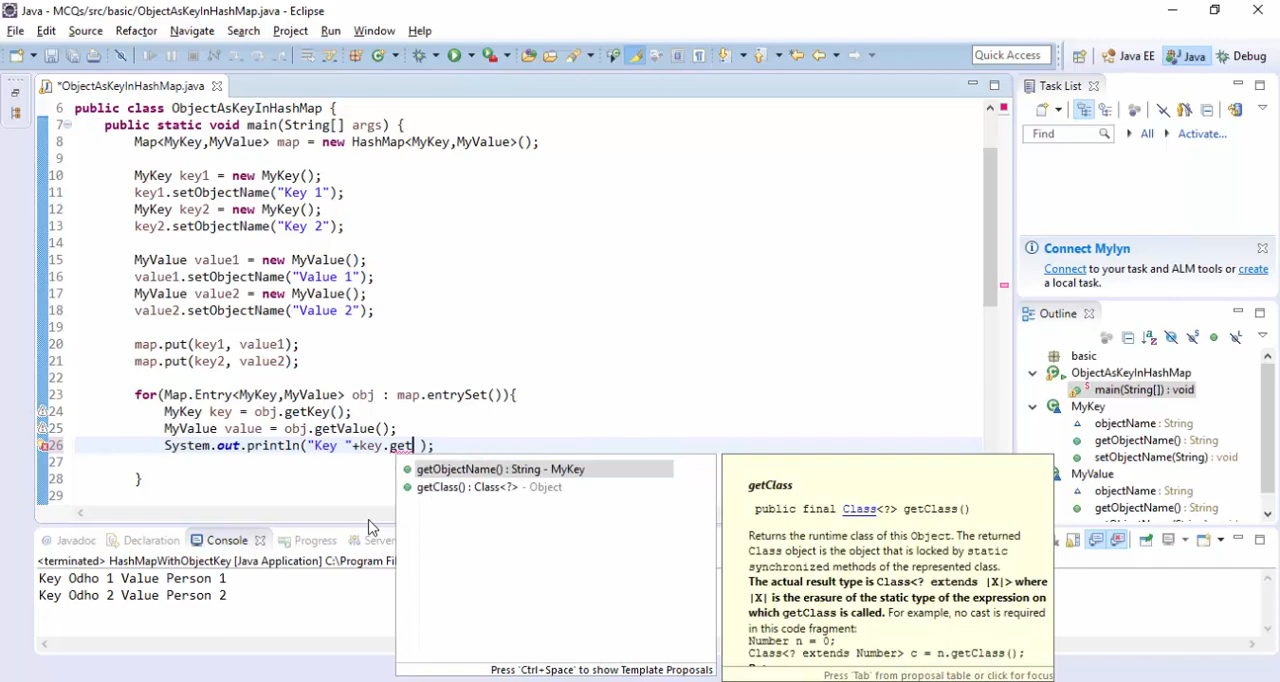 Java - MCQs/src/basic/ObjectAsKeyInHashMap.java - Eclipse
File Edit Source Refactor Navigate Search Project Run Window Help
Quick Access Java EE Java Debug
*ObjectAsKeyInHashMap.java
6 public class ObjectAsKeyInHashMap {
7 public static void main(String[] args) {
8 Map<MyKey,MyValue> map = new HashMap<MyKey,MyValue>();
9
10 MyKey key1 = new MyKey();
11 key1.setObjectName("Key 1");
12 MyKey key2 = new MyKey();
13 key2.setObjectName("Key 2");
14
15 MyValue value1 = new MyValue();
16 value1.setObjectName("Value 1");
17 MyValue value2 = new MyValue();
18 value2.setObjectName("Value 2");
19
20 map.put(key1, value1);
21 map.put(key2, value2);
22
23 for(Map.Entry<MyKey,MyValue> obj : map.entrySet()){
24 MyKey key = obj.getKey();
25 MyValue value = obj.getValue();
26 System.out.println("Key "+key.get );
27
28 }
29
getObjectName() : String - MyKey
getClass() : Class<?> - Object
Press 'Ctrl+Space' to show Template Proposals
getClass
public final Class<?> getClass()
Returns the runtime class of this Object. The returned
Class object is the object that is locked by static
synchronized methods of the represented class.
The actual result type is Class<? extends |X|> where
|X| is the erasure of the static type of the expression on
which getClass is called. For example, no cast is required
in this code fragment:
Number n = 0;
Class<? extends Number> c = n.getClass();
Press 'Tab' from proposal table or click for focus
Task List
Find All Activate...
Connect Mylyn
Connect to your task and ALM tools or create
a local task.
Outline
basic
ObjectAsKeyInHashMap
main(String[]) : void
MyKey
objectName : String
getObjectName() : String
setObjectName(String) : void
MyValue
objectName : String
getObjectName() : String
Javadoc Declaration Console Progress Server
<terminated> HashMapWithObjectKey [Java Application] C:\Program File
Key Odho 1 Value Person 1
Key Odho 2 Value Person 2